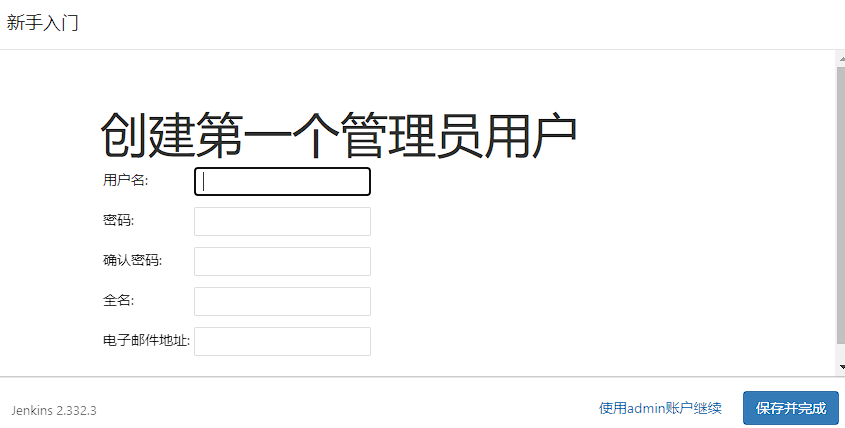 新手入门
创建第一个管理员用户
用户名:
密码:
确认密码:
全名:
电子邮件地址:
Jenkins 2.332.3
使用admin账户继续
保存并完成